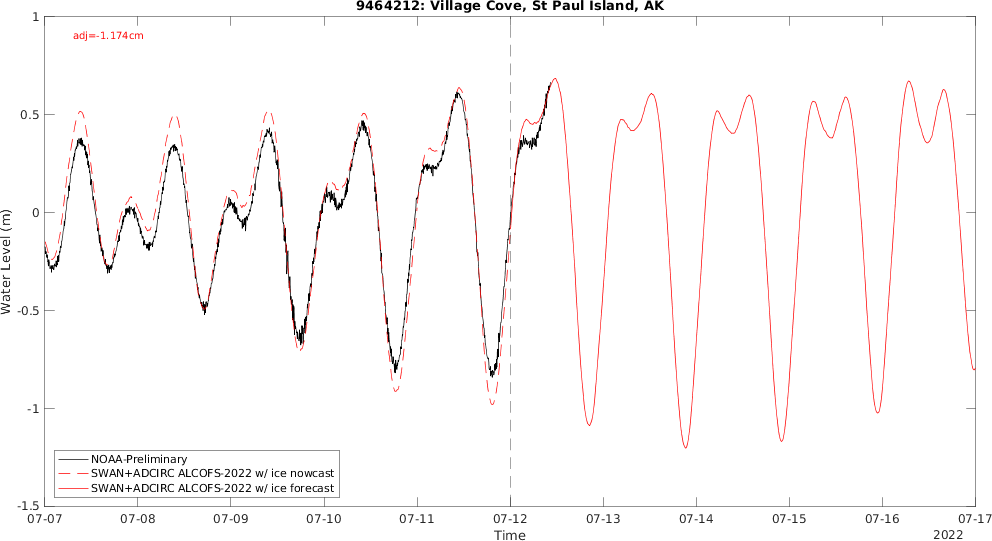 9464212: Village Cove, St Paul Island, AK
adj=-1.174cm
Water Level (m)
1
0.5
0
-0.5
-1
-1.5
NOAA-Preliminary
SWAN+ADCIRC ALCOFS-2022 w/ ice nowcast
SWAN+ADCIRC ALCOFS-2022 w/ ice forecast
07-07 07-08 07-09 07-10 07-11 07-12 07-13 07-14 07-15 07-16 07-17
Time
2022